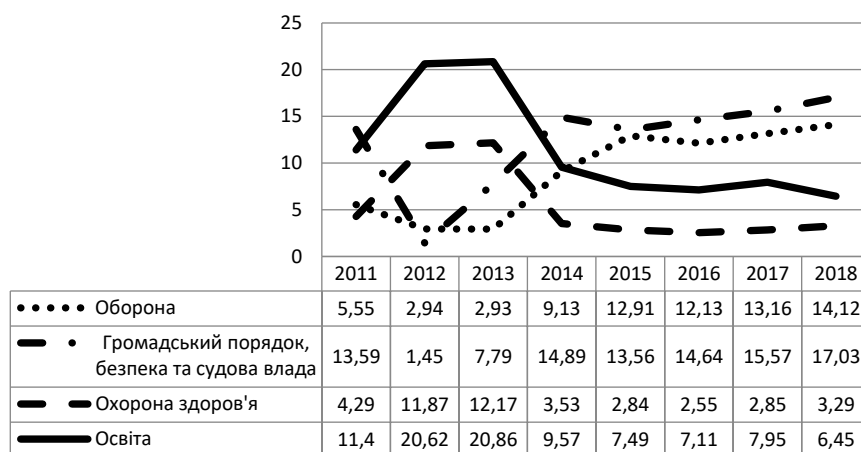 25
20
15
10
5
0
2011 2012 2013 2014 2015 2016 2017 2018
Оборона 5,55 2,94 2,93 9,13 12,91 12,13 13,16 14,12
Громадський порядок,
безпека та судова влада 13,59 1,45 7,79 14,89 13,56 14,64 15,57 17,03
Охорона здоров'я 4,29 11,87 12,17 3,53 2,84 2,55 2,85 3,29
Освіта 11,4 20,62 20,86 9,57 7,49 7,11 7,95 6,45